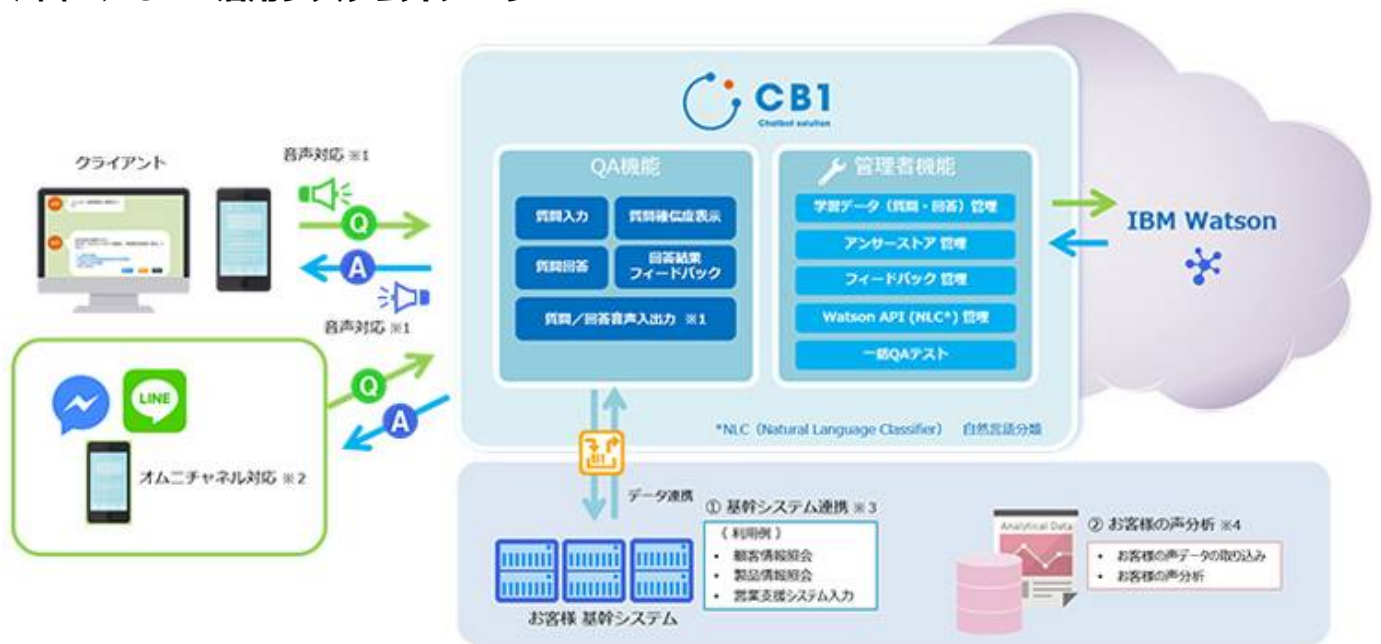 CB1
Chatbot solution
クライアント
音声対応 ※1
Q
A
音声対応 ※1
QA機能
質問入力
質問確信度表示
質問回答
回答結果
フィードバック
質問／回答音声入出力 ※1
管理者機能
学習データ（質問・回答）管理
アンサーストア 管理
フィードバック 管理
Watson API (NLC*) 管理
一括QAテスト
IBM Watson
Q
A
LINE
オムニチャネル対応 ※2
*NLC（Natural Language Classifier） 自然言語分類
データ連携
① 基幹システム連携 ※3
《 利用例 》
• 顧客情報照会
• 製品情報照会
• 営業支援システム入力
お客様 基幹システム
Analytical Data
② お客様の声分析 ※4
• お客様の声データの取り込み
• お客様の声分析